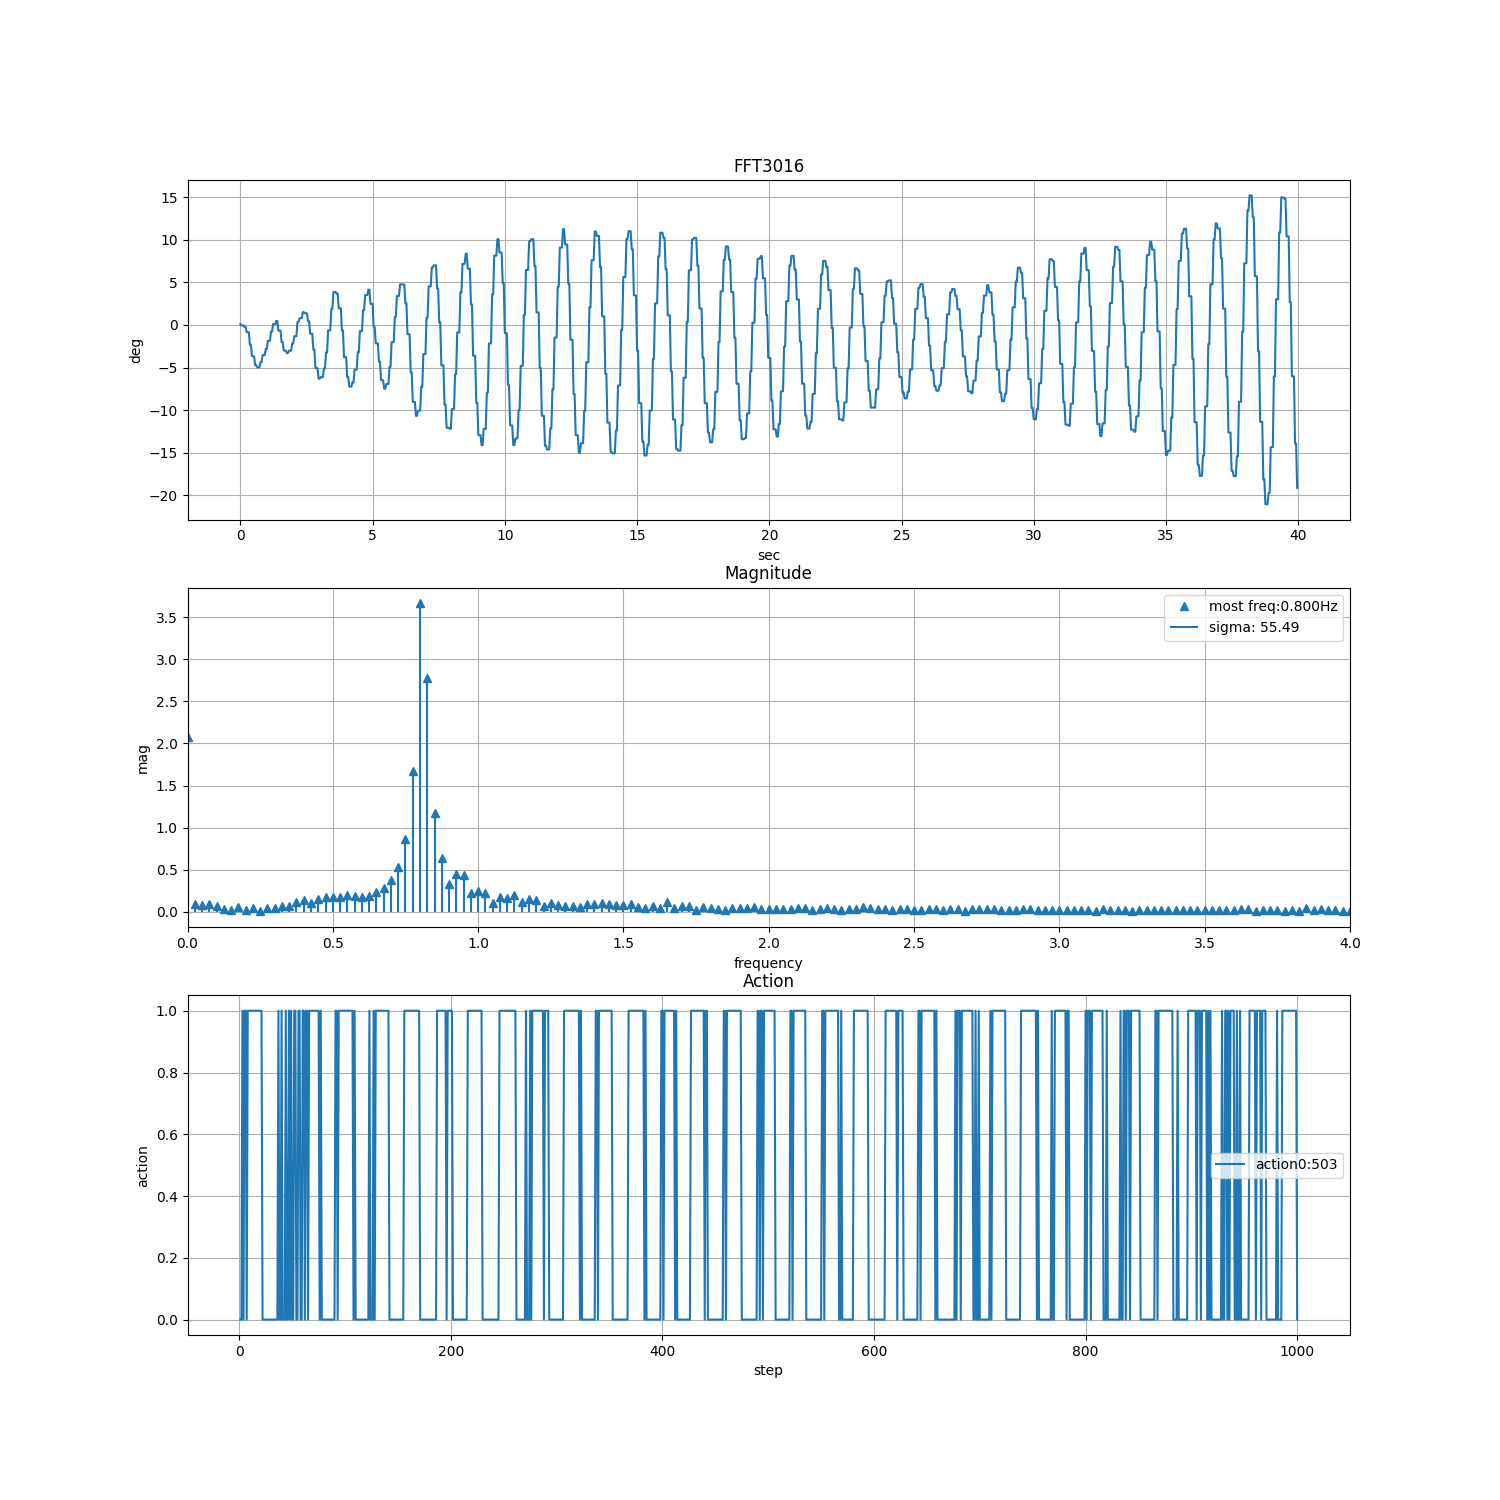 FFT3016
15
10
5
0
−5
−10
−15
−20
deg
0 5 10 15 20 25 30 35 40
sec
Magnitude
most freq:0.800Hz
sigma: 55.49
3.5
3.0
2.5
2.0
1.5
1.0
0.5
0.0
mag
0.0 0.5 1.0 1.5 2.0 2.5 3.0 3.5 4.0
frequency
Action
1.0
0.8
0.6
0.4
0.2
0.0
action
action0:503
0 200 400 600 800 1000
step